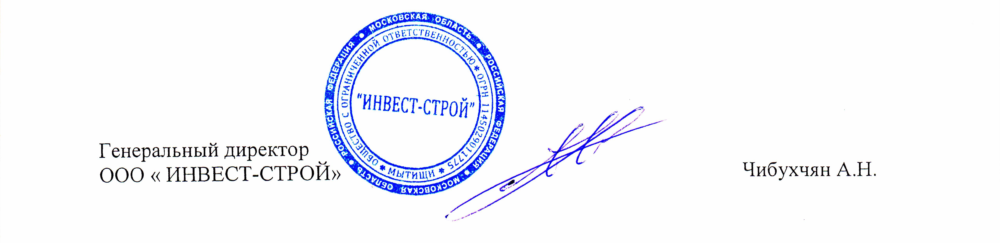 МОСКОВСКАЯ ОБЛАСТЬ • РОССИЙСКАЯ ФЕДЕРАЦИЯ • МОСКОВСКАЯ ОБЛАСТЬ • РОССИЙСКАЯ ФЕДЕРАЦИЯ •
ОБЩЕСТВО С ОГРАНИЧЕННОЙ ОТВЕТСТВЕННОСТЬЮ * ОГРН 1145029011775 * МЫТИЩИ *
"ИНВЕСТ-СТРОЙ"
Генеральный директор
ООО « ИНВЕСТ-СТРОЙ»
Чибухчян А.Н.